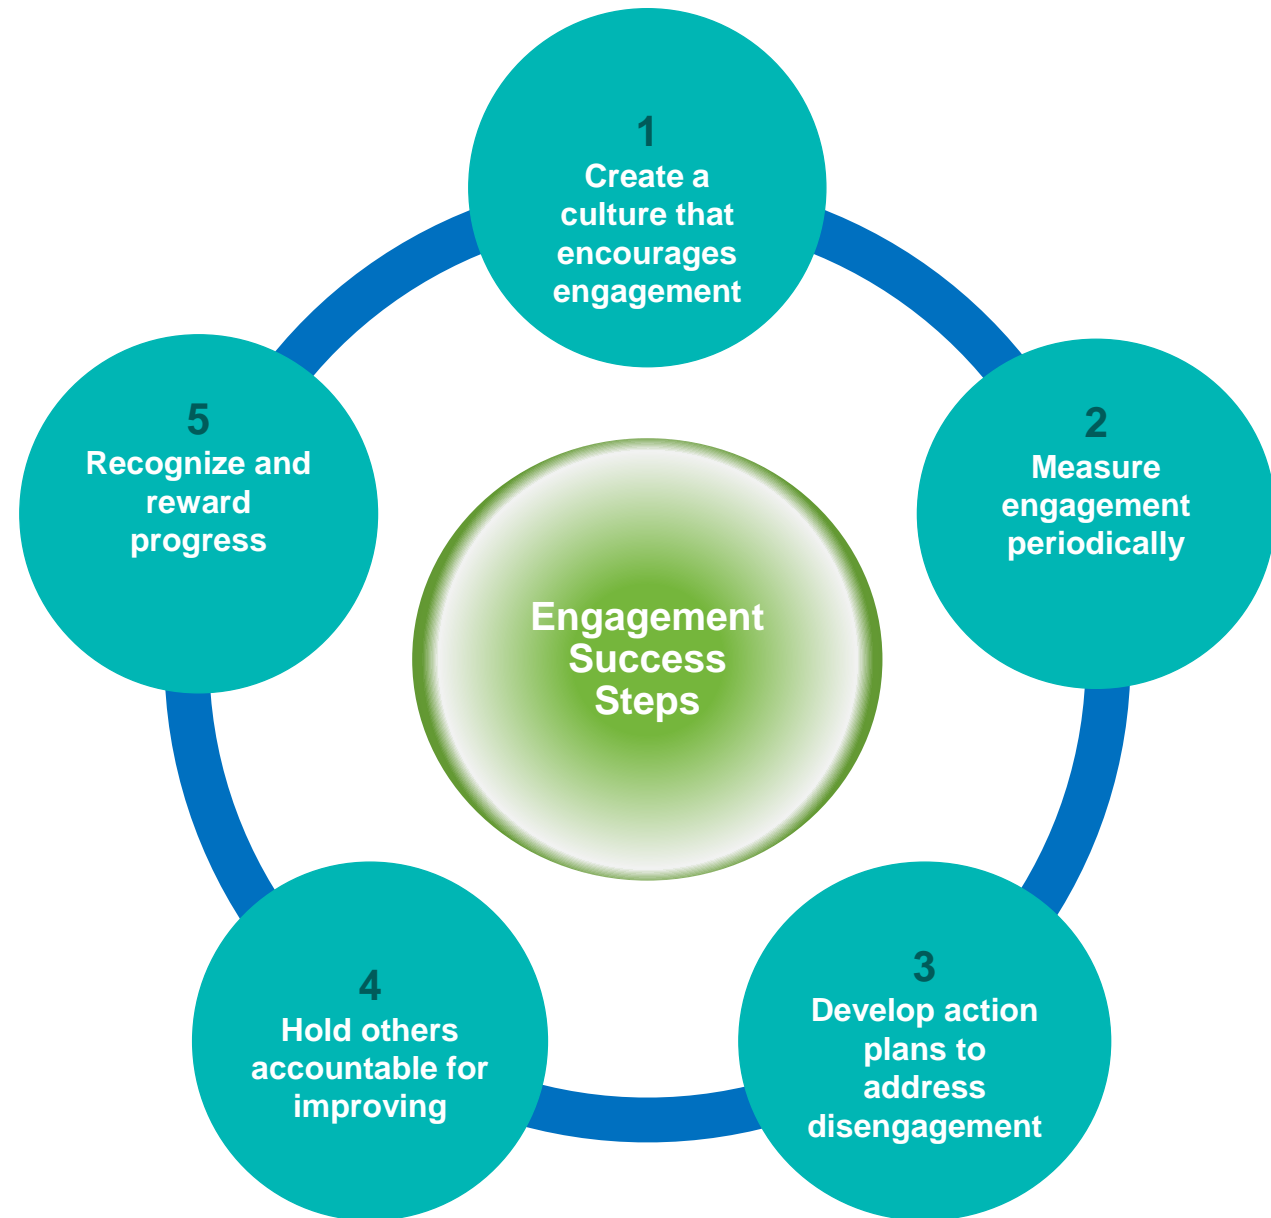 1
Create a
culture that
encourages
engagement
2
Measure
engagement
periodically
3
Develop action
plans to
address
disengagement
4
Hold others
accountable for
improving
5
Recognize and
reward
progress
Engagement
Success
Steps